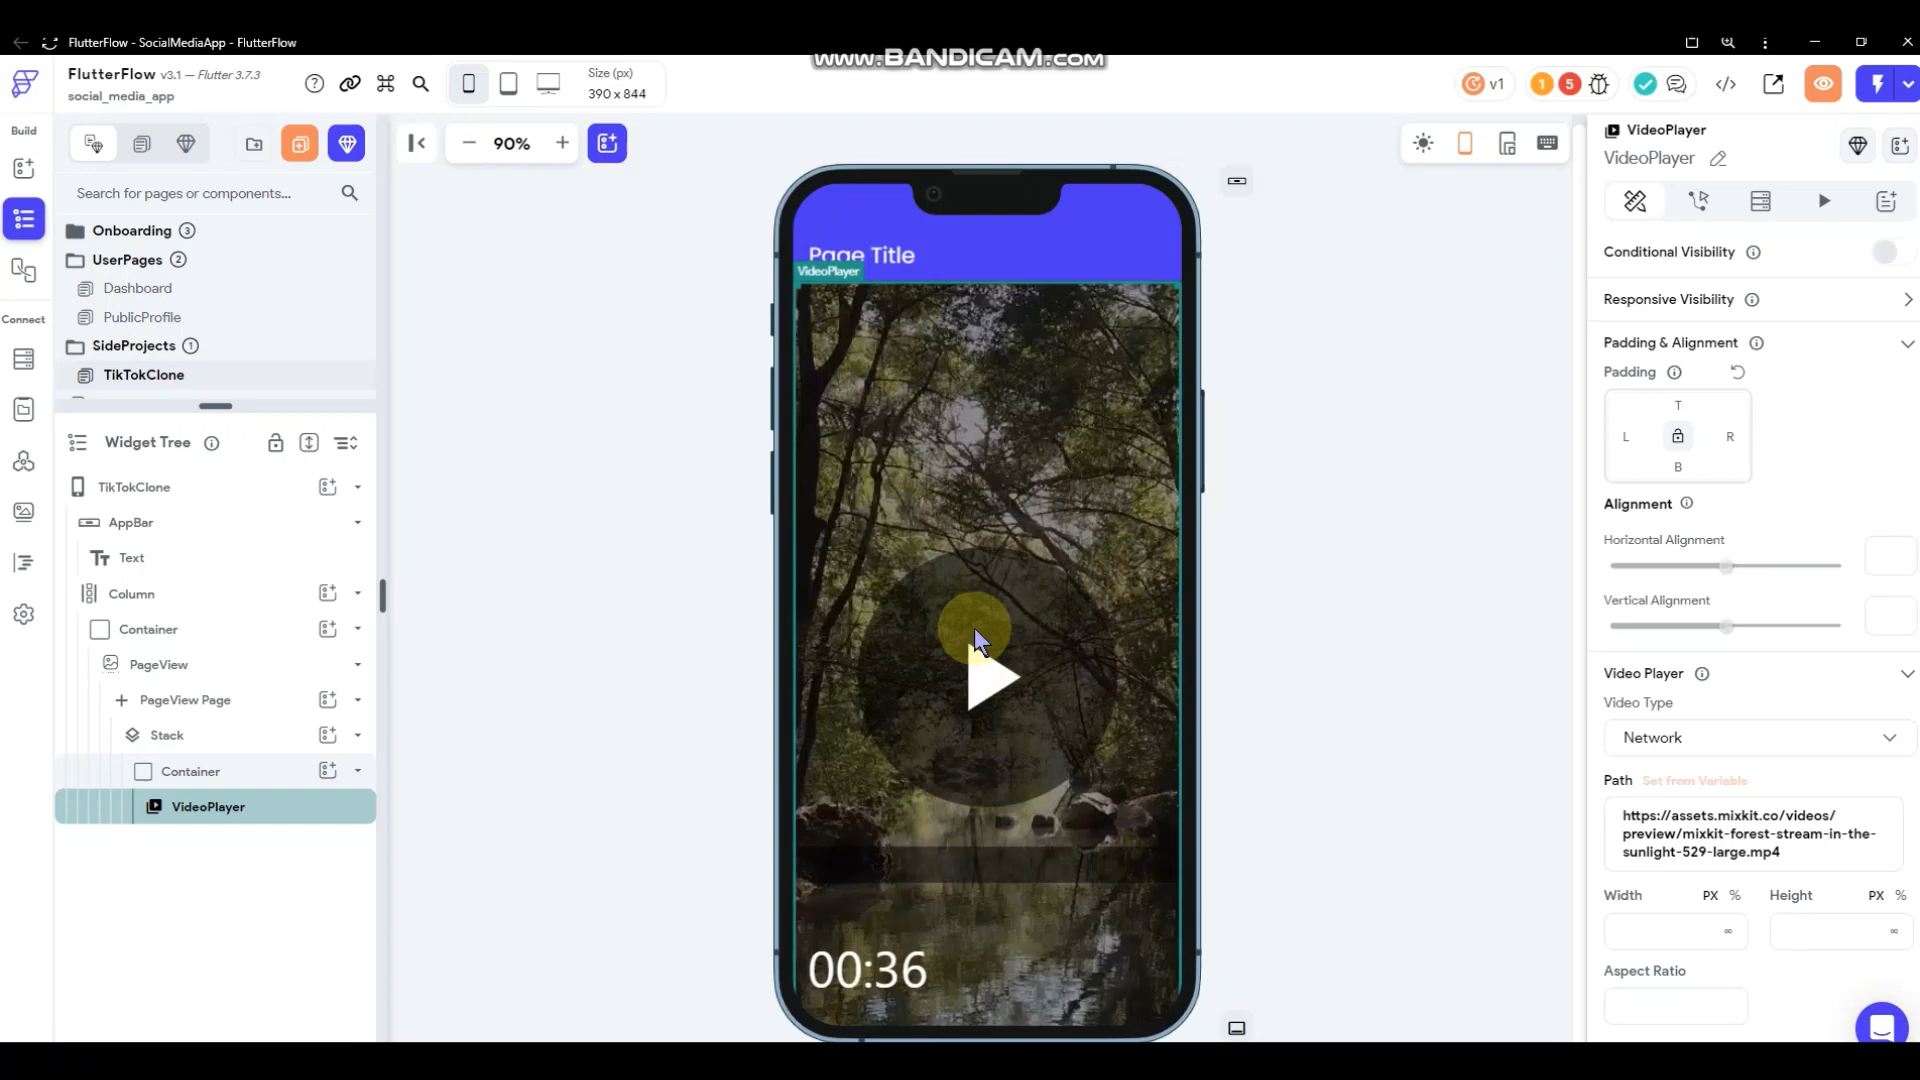 FlutterFlow - SocialMediaApp - FlutterFlow
www.BANDICAM.com
FlutterFlow v3.1 – Flutter 3.7.3
social_media_app
Size (px)
390 x 844
v1
1
5
Build
90%
VideoPlayer
VideoPlayer
Search for pages or components...
Onboarding 3
UserPages 2
Dashboard
PublicProfile
SideProjects 1
TikTokClone
Connect
Page Title
VideoPlayer
00:36
Widget Tree
TikTokClone
AppBar
Text
Column
Container
PageView
PageView Page
Stack
Container
VideoPlayer
Conditional Visibility
Responsive Visibility
Padding & Alignment
Padding
T
L
R
B
Alignment
Horizontal Alignment
Vertical Alignment
Video Player
Video Type
Network
Path Set from Variable
https://assets.mixkit.co/videos/
preview/mixkit-forest-stream-in-the-
sunlight-529-large.mp4
Width PX % Height PX %
∞ ∞
Aspect Ratio